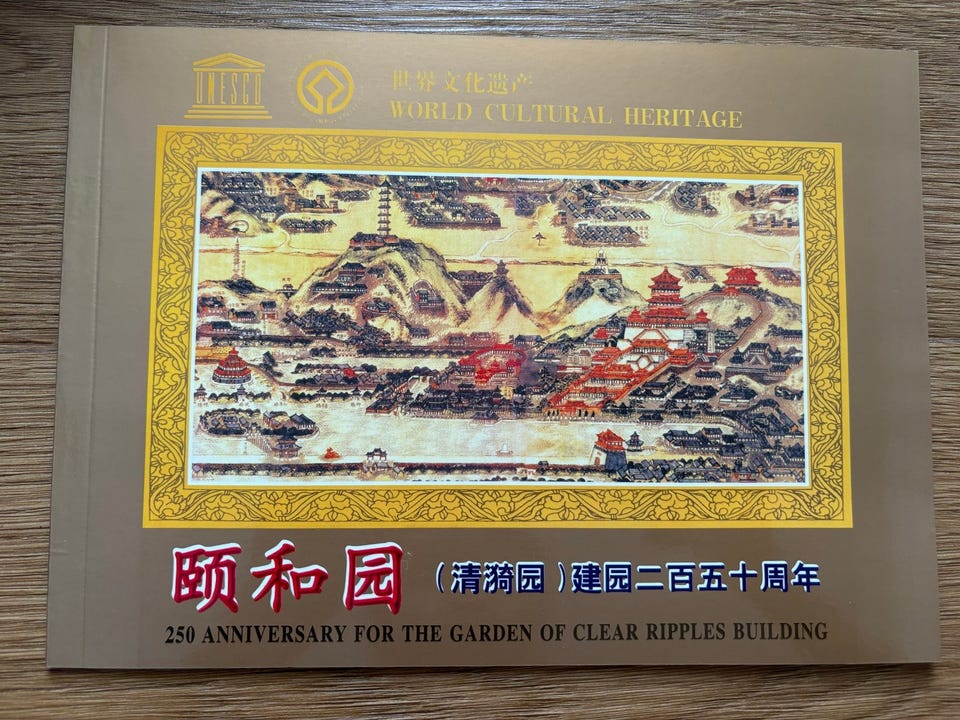 UNESCO
世界文化遗产
WORLD CULTURAL HERITAGE
颐和园（清漪园）建园二百五十周年
250 ANNIVERSARY FOR THE GARDEN OF CLEAR RIPPLES BUILDING